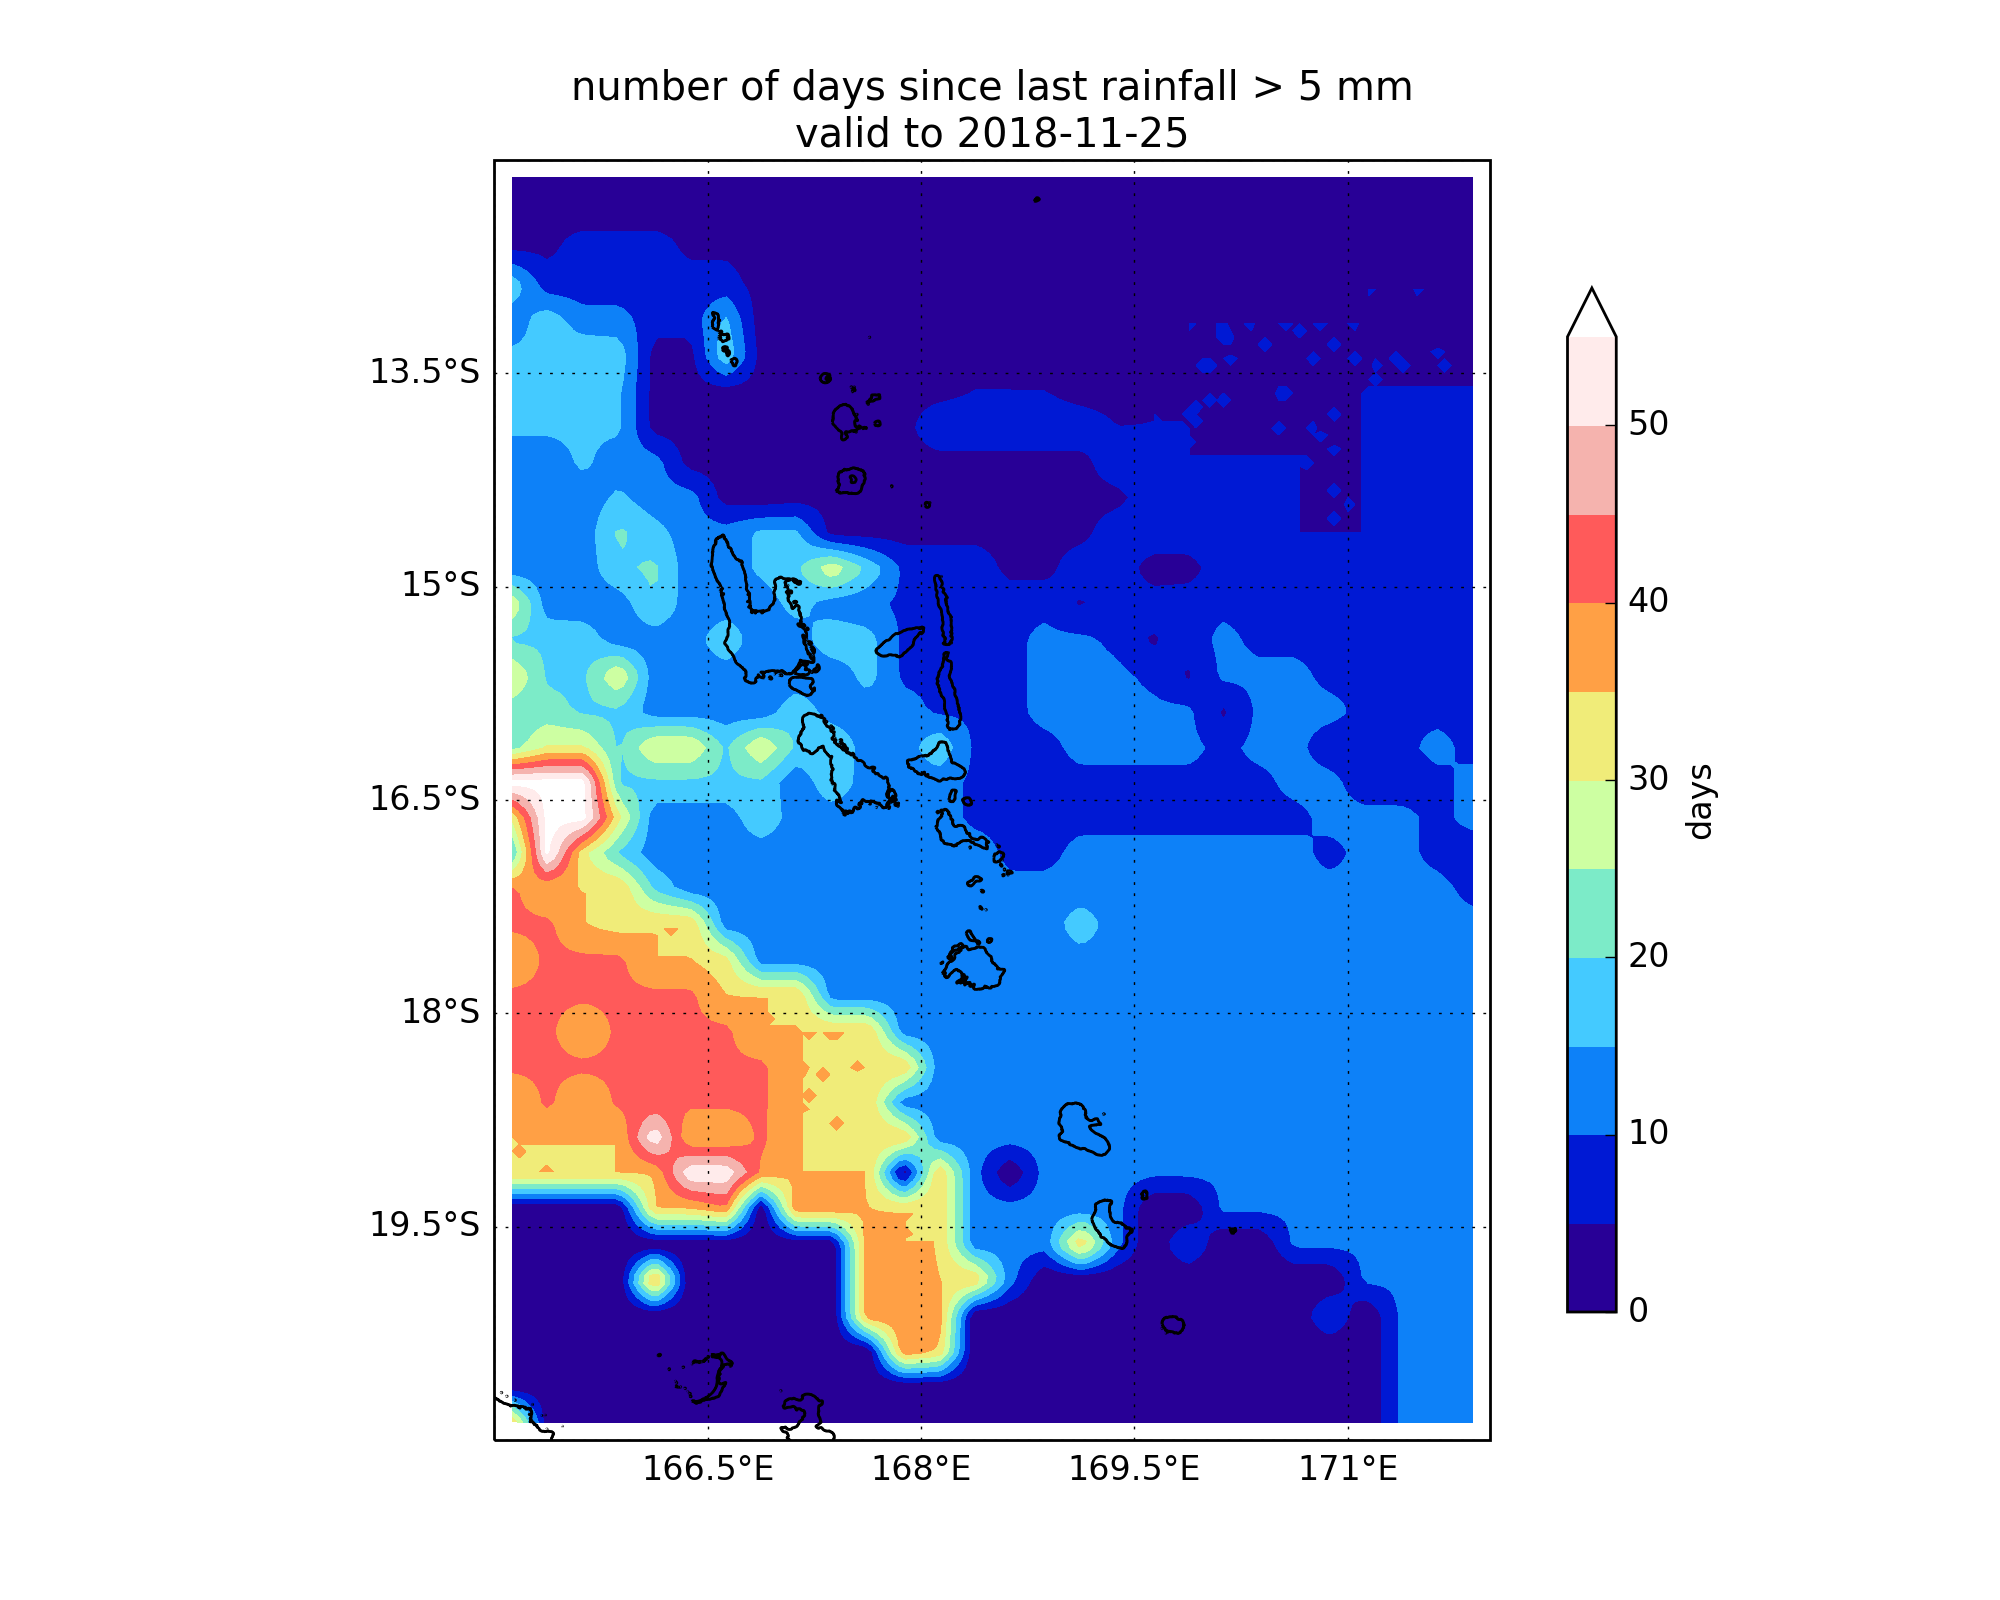 number of days since last rainfall > 5 mm
valid to 2018-11-25
13.5°S
15°S
16.5°S
18°S
19.5°S
166.5°E
168°E
169.5°E
171°E
50
40
30
20
10
0
days